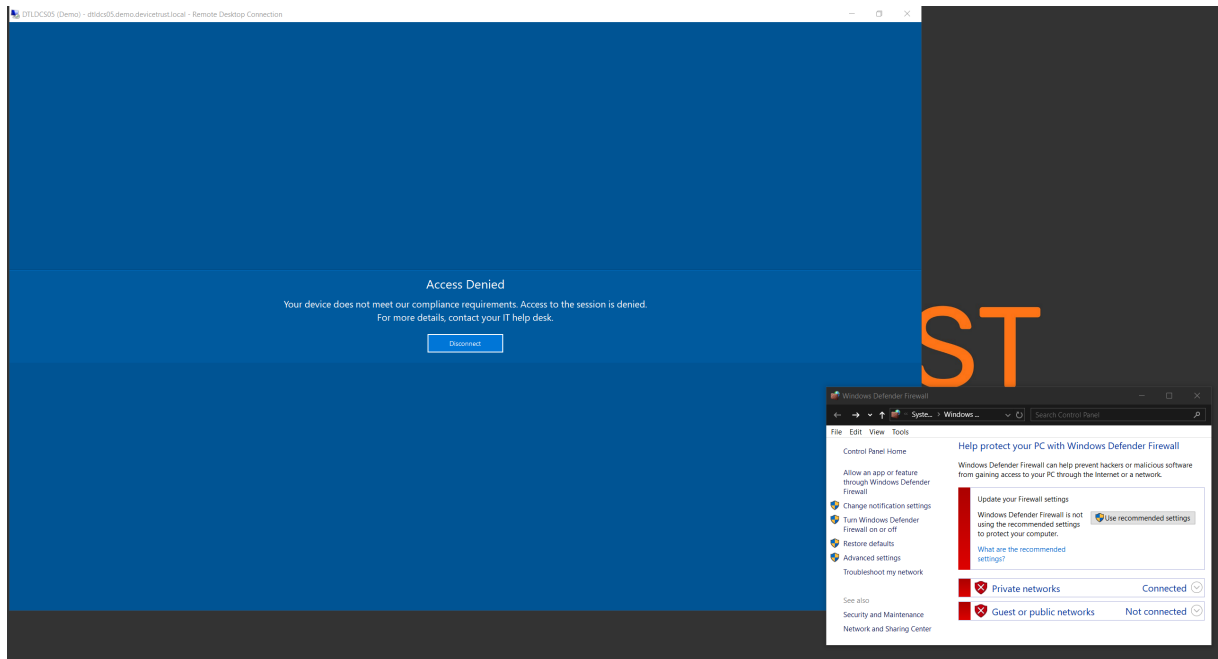 DTLDCS05 (Demo) - dtldcs05.demo.devicetrust.local - Remote Desktop Connection
Access Denied
Your device does not meet our compliance requirements. Access to the session is denied.
For more details, contact your IT help desk.
Disconnect
ST
Windows Defender Firewall
Syste... > Windows ...
Search Control Panel
File Edit View Tools
Control Panel Home
Allow an app or feature
through Windows Defender
Firewall
Change notification settings
Turn Windows Defender
Firewall on or off
Restore defaults
Advanced settings
Troubleshoot my network
See also
Security and Maintenance
Network and Sharing Center
Help protect your PC with Windows Defender Firewall
Windows Defender Firewall can help prevent hackers or malicious software
from gaining access to your PC through the Internet or a network.
Update your Firewall settings
Windows Defender Firewall is not
using the recommended settings
to protect your computer.
Use recommended settings
What are the recommended
settings?
Private networks Connected
Guest or public networks Not connected